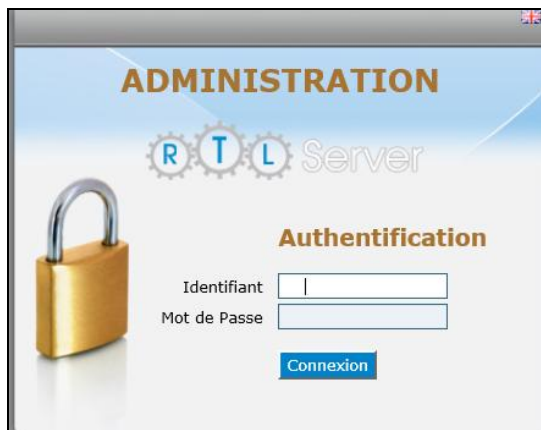 ADMINISTRATION
RTL Server
Authentification
Identifiant
Mot de Passe
Connexion